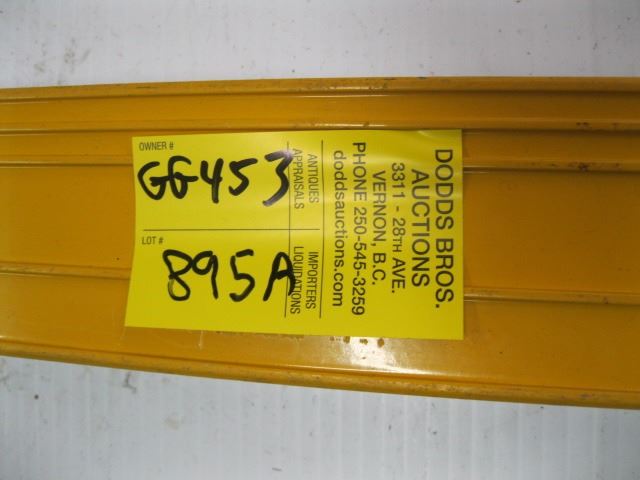 DODDS BROS.
AUCTIONS
3311 - 28TH AVE.
VERNON, B.C.
PHONE 250-545-3259
doddsauctions.com
ANTIQUES IMPORTERS
APPRAISALS LIQUIDATIONS
OWNER #
GG453
LOT #
895A